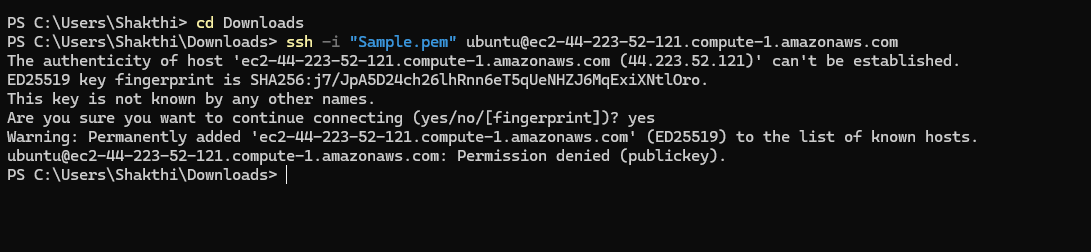 PS C:\Users\Shakthi> cd Downloads
PS C:\Users\Shakthi\Downloads> ssh -i "Sample.pem" ubuntu@ec2-44-223-52-121.compute-1.amazonaws.com
The authenticity of host 'ec2-44-223-52-121.compute-1.amazonaws.com (44.223.52.121)' can't be established.
ED25519 key fingerprint is SHA256:j7/JpA5D24ch26lhRnn6eT5qUeNHZJ6MqExiXNtlOro.
This key is not known by any other names.
Are you sure you want to continue connecting (yes/no/[fingerprint])? yes
Warning: Permanently added 'ec2-44-223-52-121.compute-1.amazonaws.com' (ED25519) to the list of known hosts.
ubuntu@ec2-44-223-52-121.compute-1.amazonaws.com: Permission denied (publickey).
PS C:\Users\Shakthi\Downloads>